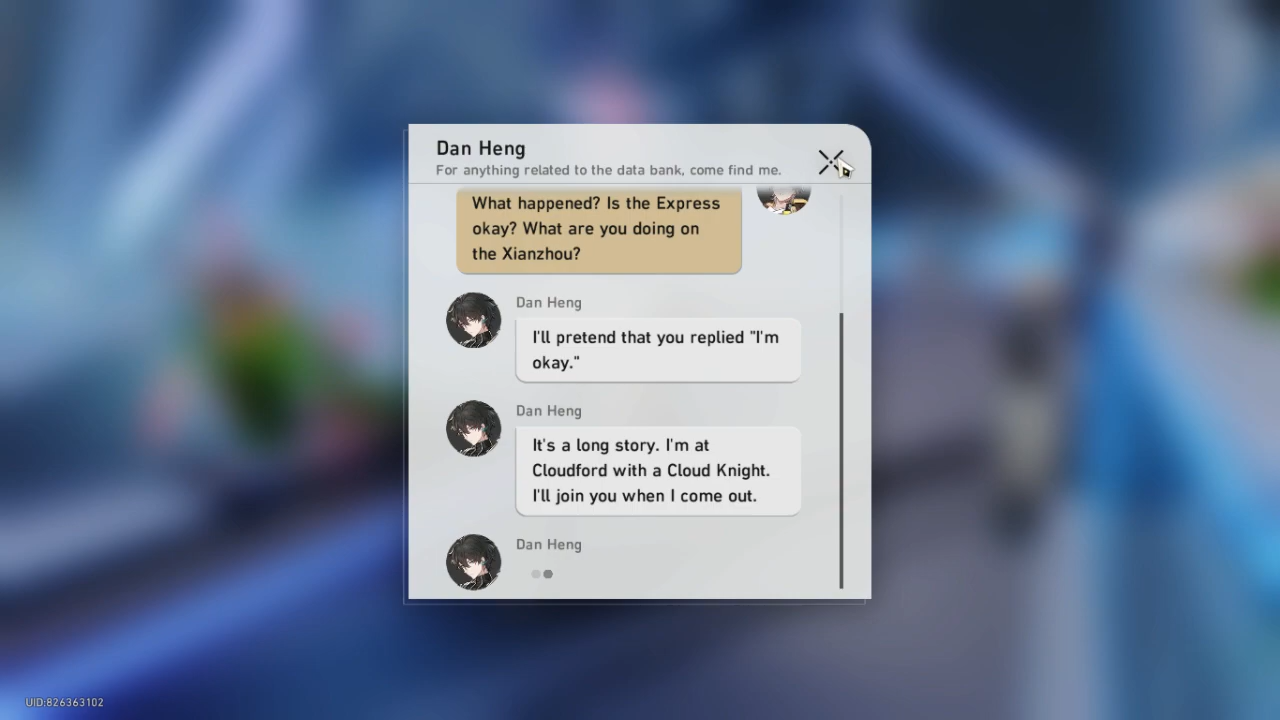 Dan Heng
For anything related to the data bank, come find me.
What happened? Is the Express
okay? What are you doing on
the Xianzhou?
Dan Heng
I'll pretend that you replied "I'm
okay."
Dan Heng
It's a long story. I'm at
Cloudford with a Cloud Knight.
I'll join you when I come out.
Dan Heng
UID:826363102